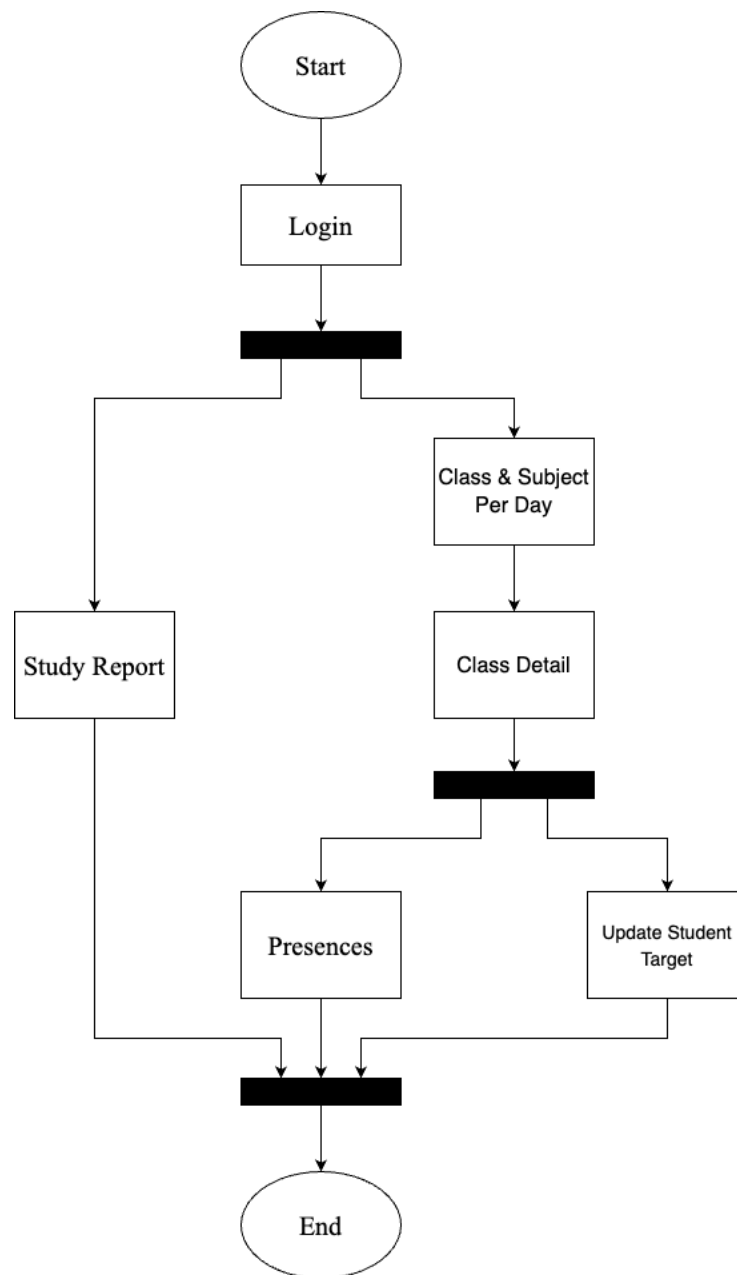 Start
Login
Class & Subject
Per Day
Study Report
Class Detail
Presences
Update Student
Target
End